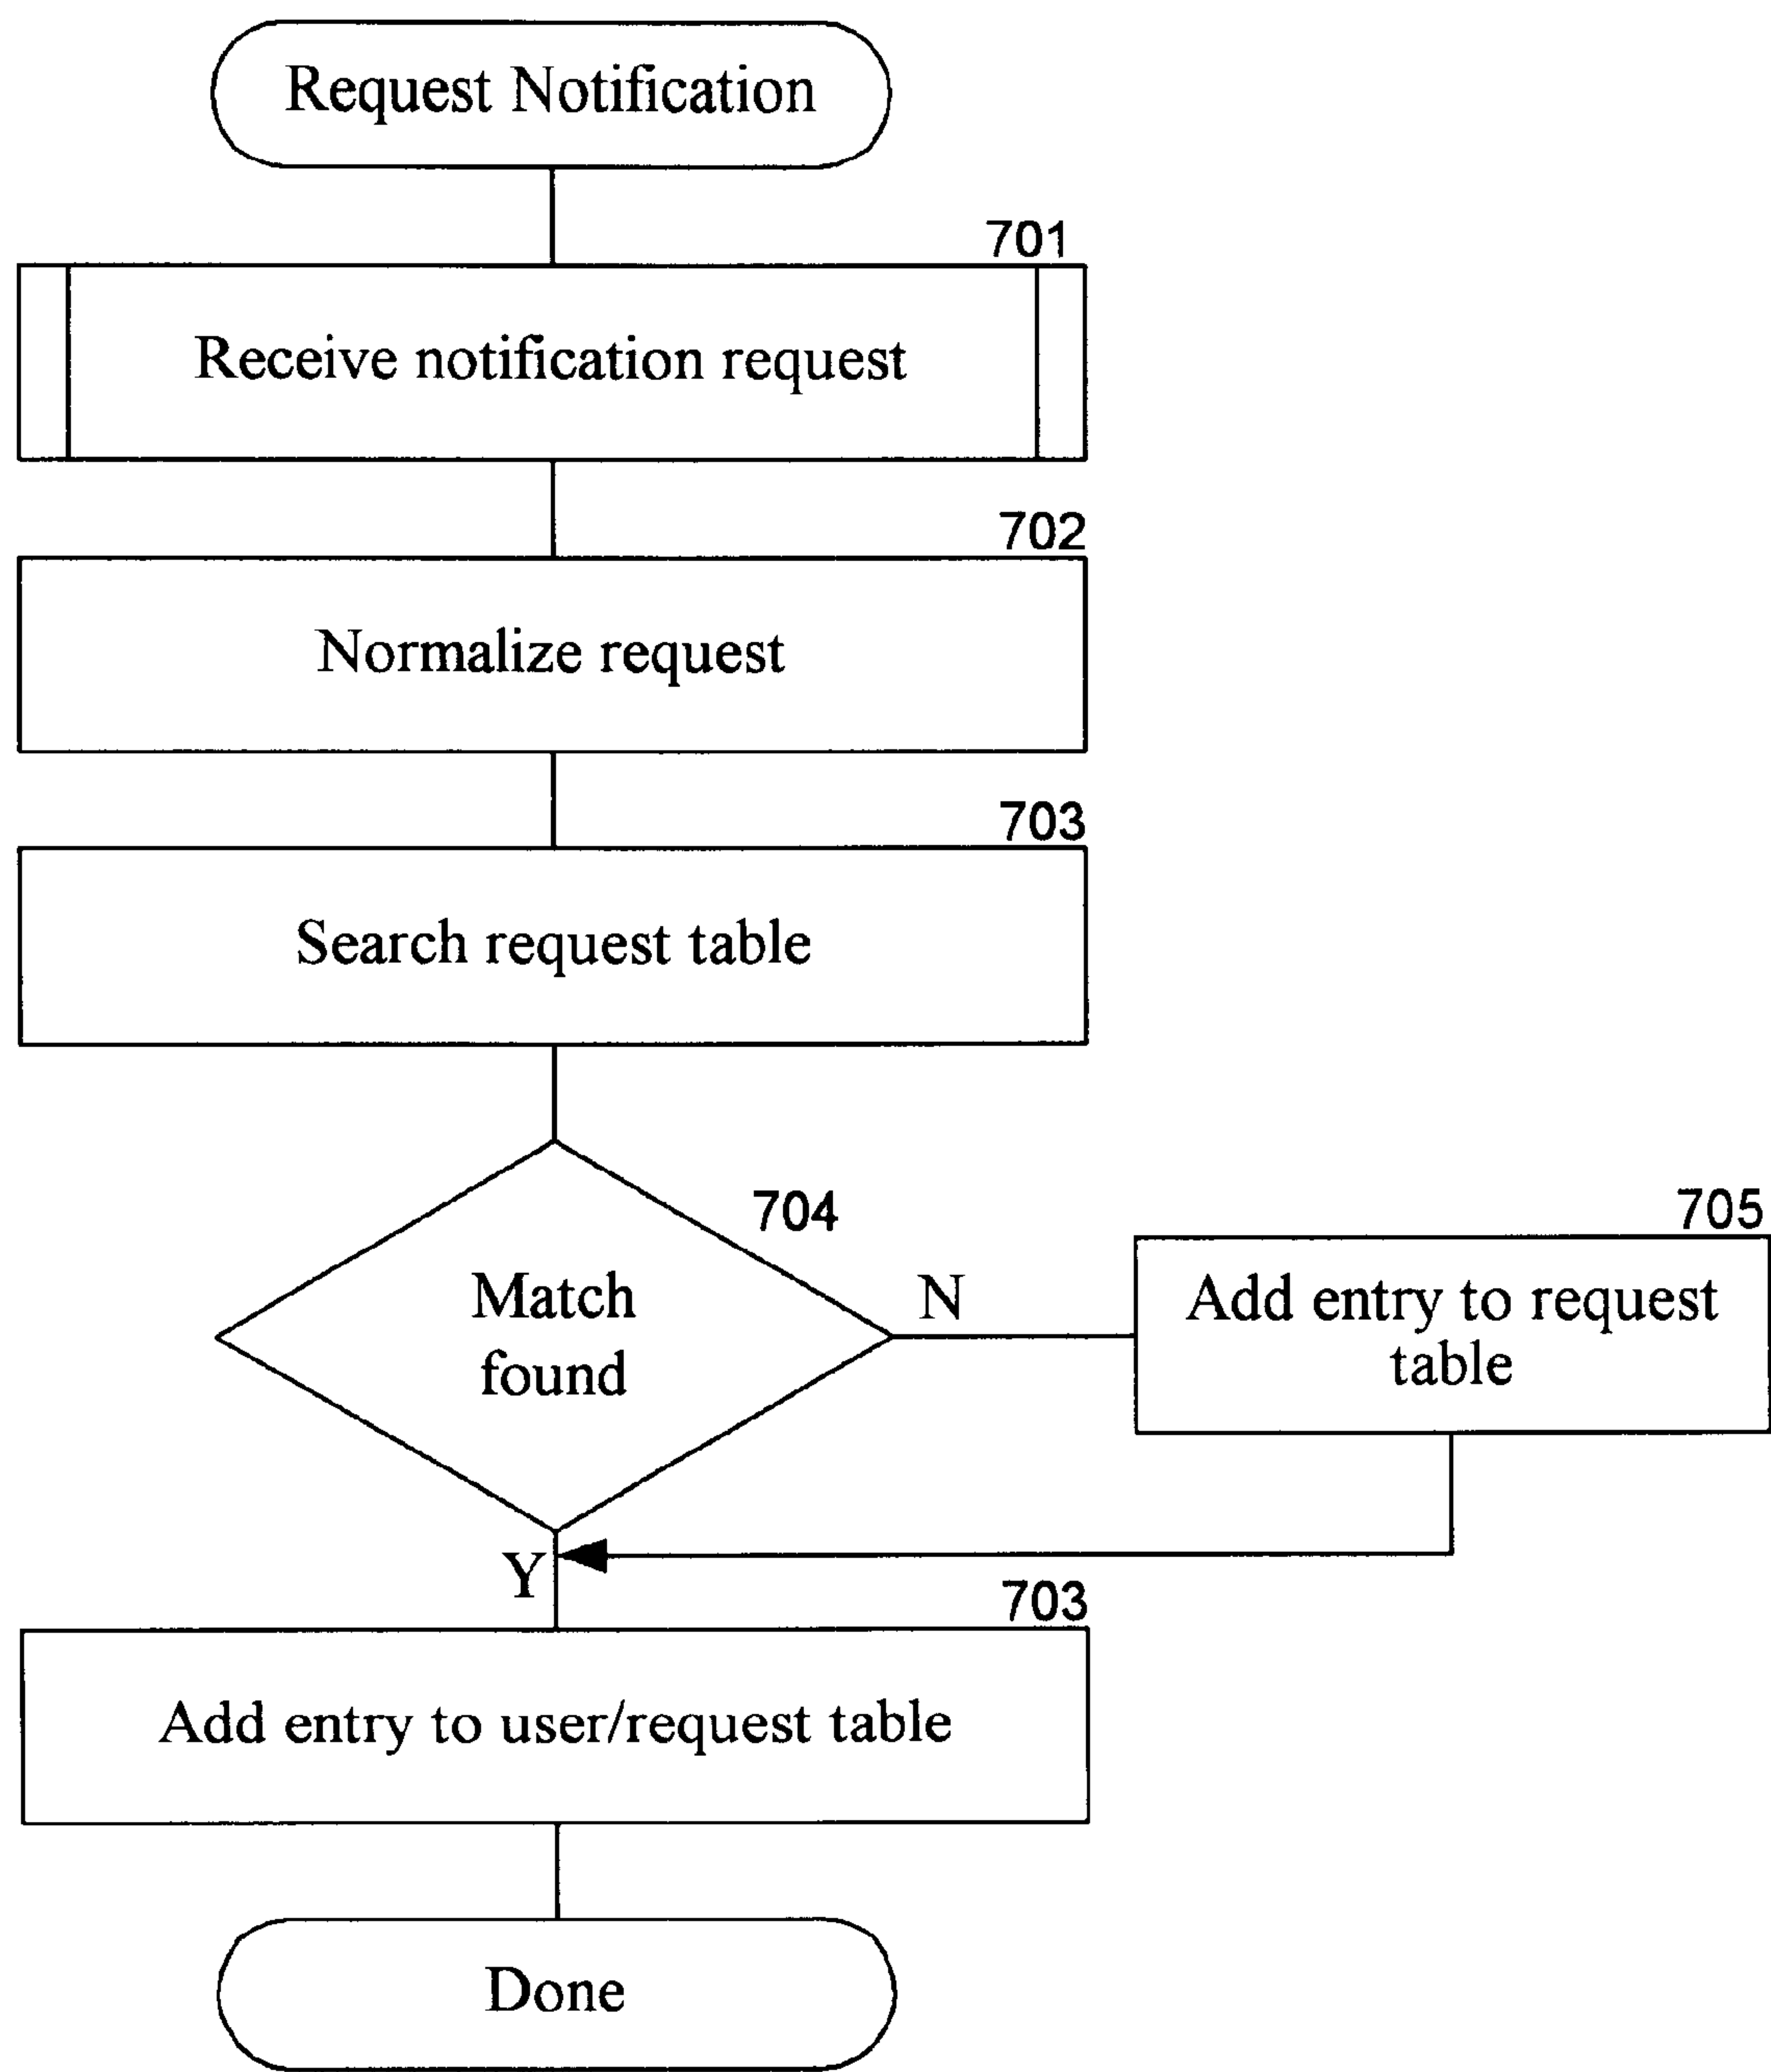 Request Notification
701
Receive notification request
702
Normalize request
703
Search request table
704
Match
found
N
705
Add entry to request
table
Y
703
Add entry to user/request table
Done